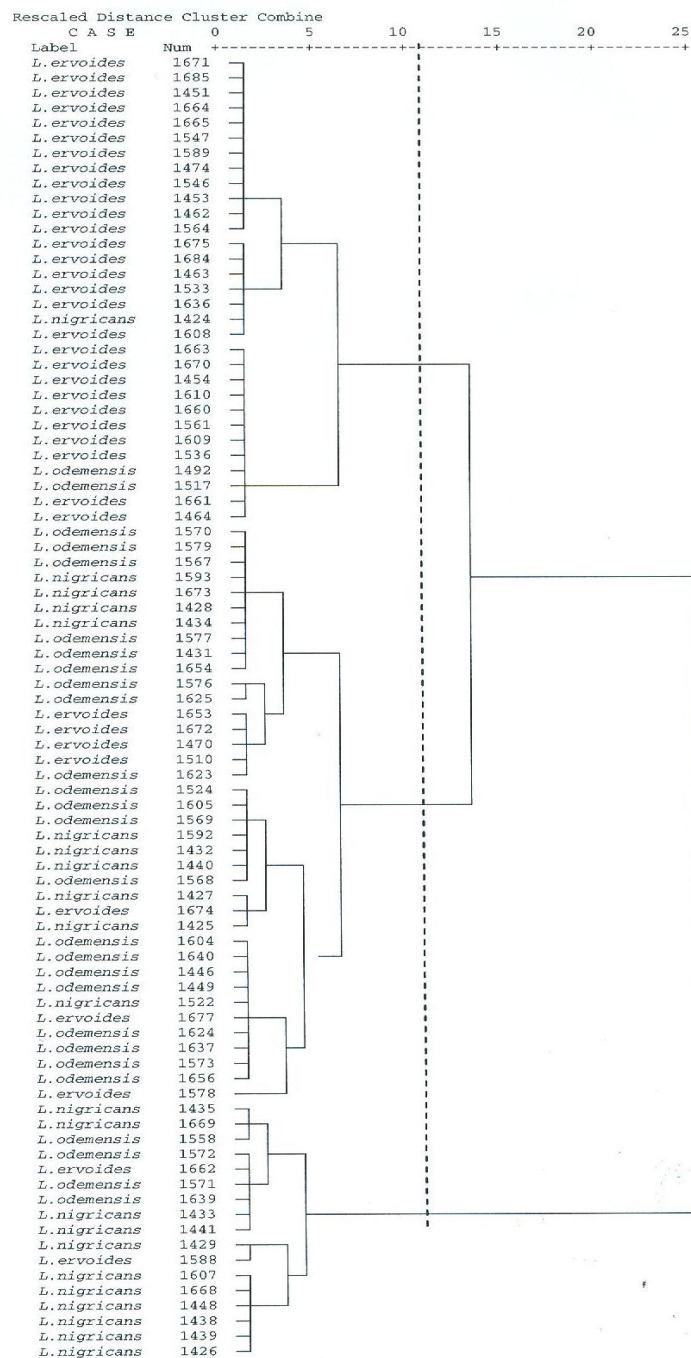 Rescaled Distance Cluster Combine
C A S E 0 5 10 15 20 25
Label Num
L.ervoides 1671
L.ervoides 1685
L.ervoides 1451
L.ervoides 1664
L.ervoides 1665
L.ervoides 1547
L.ervoides 1589
L.ervoides 1474
L.ervoides 1546
L.ervoides 1453
L.ervoides 1462
L.ervoides 1564
L.ervoides 1675
L.ervoides 1684
L.ervoides 1463
L.ervoides 1533
L.ervoides 1636
L.nigricans 1424
L.ervoides 1608
L.ervoides 1663
L.ervoides 1670
L.ervoides 1454
L.ervoides 1610
L.ervoides 1660
L.ervoides 1561
L.ervoides 1609
L.ervoides 1536
L.odemensis 1492
L.odemensis 1517
L.ervoides 1661
L.ervoides 1464
L.odemensis 1570
L.odemensis 1579
L.odemensis 1567
L.nigricans 1593
L.nigricans 1673
L.nigricans 1428
L.nigricans 1434
L.odemensis 1577
L.odemensis 1431
L.odemensis 1654
L.odemensis 1576
L.odemensis 1625
L.ervoides 1653
L.ervoides 1672
L.ervoides 1470
L.ervoides 1510
L.odemensis 1623
L.odemensis 1524
L.odemensis 1605
L.odemensis 1569
L.nigricans 1592
L.nigricans 1432
L.nigricans 1440
L.odemensis 1568
L.nigricans 1427
L.ervoides 1674
L.nigricans 1425
L.odemensis 1604
L.odemensis 1640
L.odemensis 1446
L.odemensis 1449
L.nigricans 1522
L.ervoides 1677
L.odemensis 1624
L.odemensis 1637
L.odemensis 1573
L.odemensis 1656
L.ervoides 1578
L.nigricans 1435
L.nigricans 1669
L.odemensis 1558
L.odemensis 1572
L.ervoides 1662
L.odemensis 1571
L.odemensis 1639
L.nigricans 1433
L.nigricans 1441
L.nigricans 1429
L.ervoides 1588
L.nigricans 1607
L.nigricans 1668
L.nigricans 1448
L.nigricans 1438
L.nigricans 1439
L.nigricans 1426